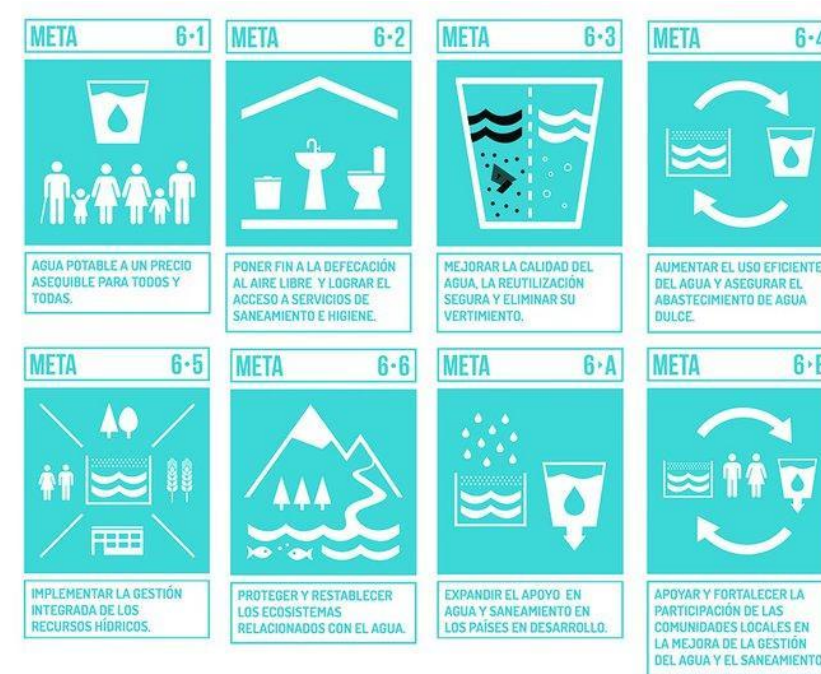 META 6·1
AGUA POTABLE A UN PRECIO
ASEQUIBLE PARA TODOS Y
TODAS.
META 6·2
PONER FIN A LA DEFECACIÓN
AL AIRE LIBRE Y LOGRAR EL
ACCESO A SERVICIOS DE
SANEAMIENTO E HIGIENE.
META 6·3
MEJORAR LA CALIDAD DEL
AGUA, LA REUTILIZACIÓN
SEGURA Y ELIMINAR SU
VERTIMIENTO.
META 6·4
AUMENTAR EL USO EFICIENTE
DEL AGUA Y ASEGURAR EL
ABASTECIMIENTO DE AGUA
DULCE.
META 6·5
IMPLEMENTAR LA GESTIÓN
INTEGRADA DE LOS
RECURSOS HÍDRICOS.
META 6·6
PROTEGER Y RESTABLECER
LOS ECOSISTEMAS
RELACIONADOS CON EL AGUA.
META 6·A
EXPANDIR EL APOYO EN
AGUA Y SANEAMIENTO EN
LOS PAÍSES EN DESARROLLO.
META 6·B
APOYAR Y FORTALECER LA
PARTICIPACIÓN DE LAS
COMUNIDADES LOCALES EN
LA MEJORA DE LA GESTIÓN
DEL AGUA Y EL SANEAMIENTO